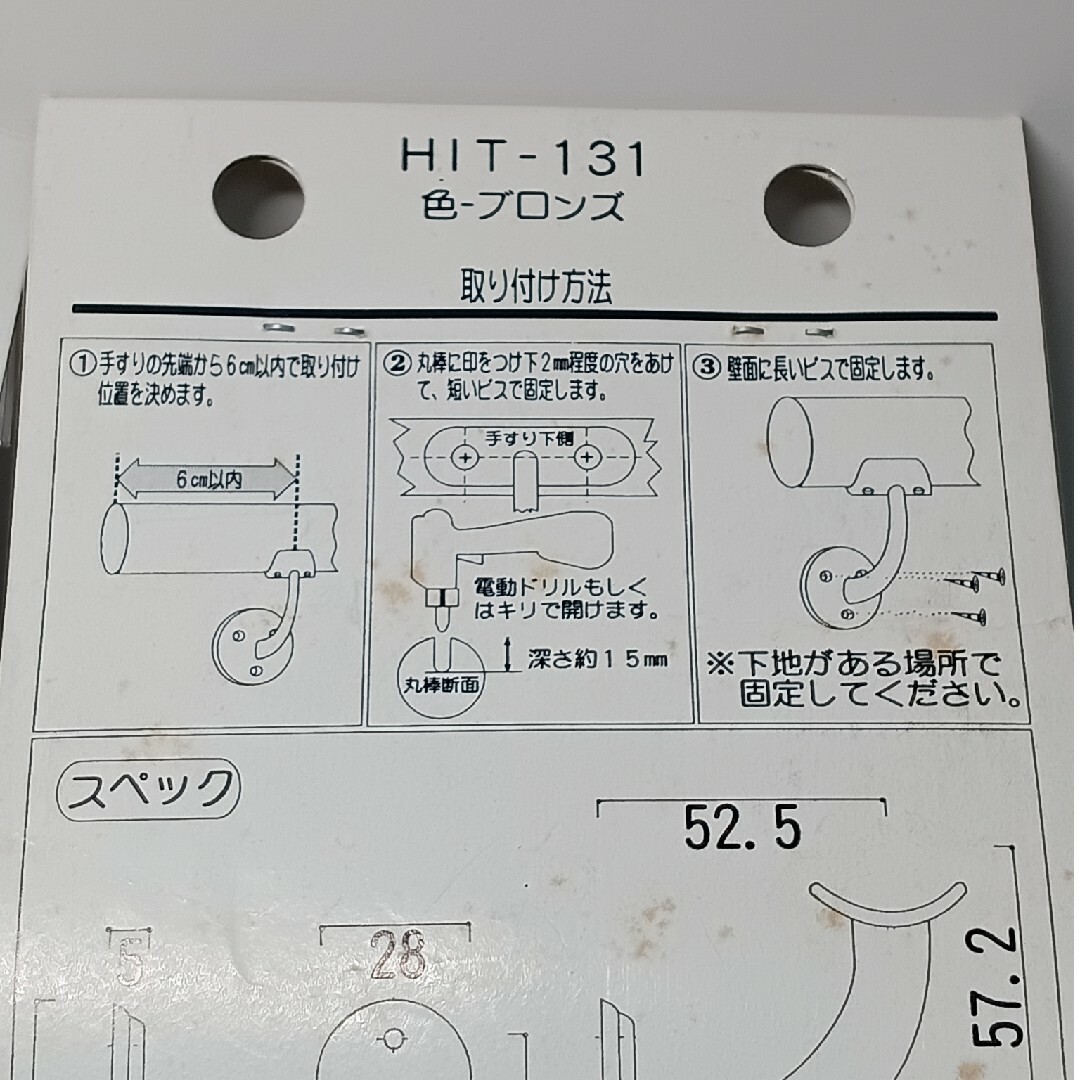 HIT-131
色-ブロンズ
取り付け方法
①手すりの先端から6cm以内で取り付け
位置を決めます。
6cm以内
②丸棒に印をつけ下2mm程度の穴をあけ
て、短いビスで固定します。
手すり下側
電動ドリルもしく
はキリで開けます。
深さ約15mm
丸棒断面
③壁面に長いビスで固定します。
※下地がある場所で
固定してください。
スペック
52.5
57.2
5
28